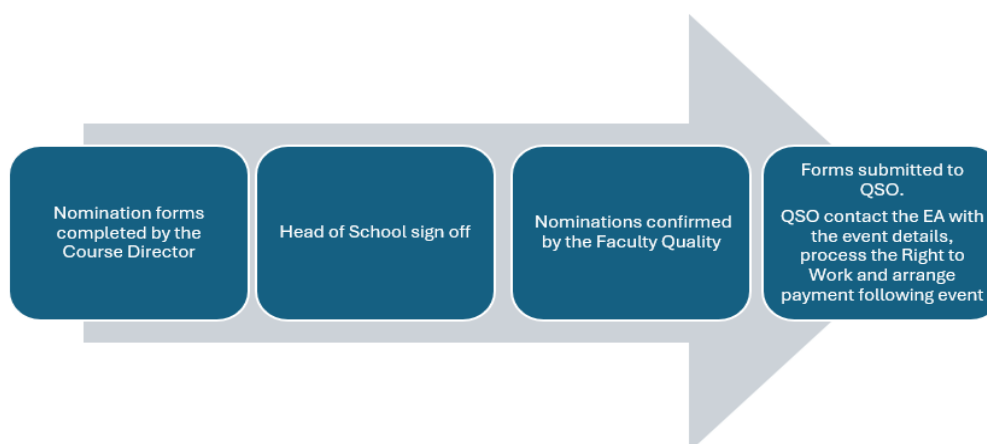 Nomination forms
completed by the
Course Director
Head of School sign off
Nominations confirmed
by the Faculty Quality
Forms submitted to
QSO.
QSO contact the EA with
the event details,
process the Right to
Work and arrange
payment following event